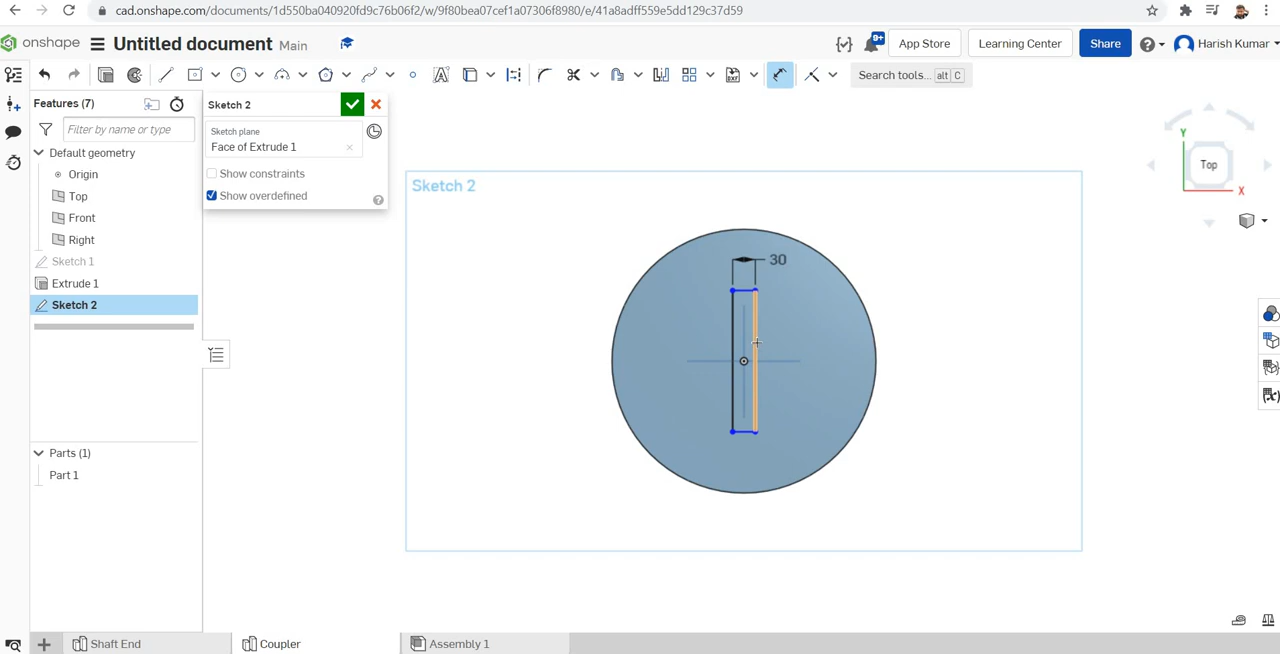 cad.onshape.com/documents/1d550ba040920fd9c76b06f2/w/9f80bea07cef1a07306f8980/e/41a8adff559e5dd129c37d59
onshape Untitled document Main 9+ App Store Learning Center Share Harish Kumar
Search tools... alt C
Features (7)
Filter by name or type
Default geometry
Origin
Top
Front
Right
Sketch 1
Extrude 1
Sketch 2
Parts (1)
Part 1
Sketch 2
Sketch plane
Face of Extrude 1
Show constraints
Show overdefined
Sketch 2
30
Y
Top
X
Shaft End Coupler Assembly 1